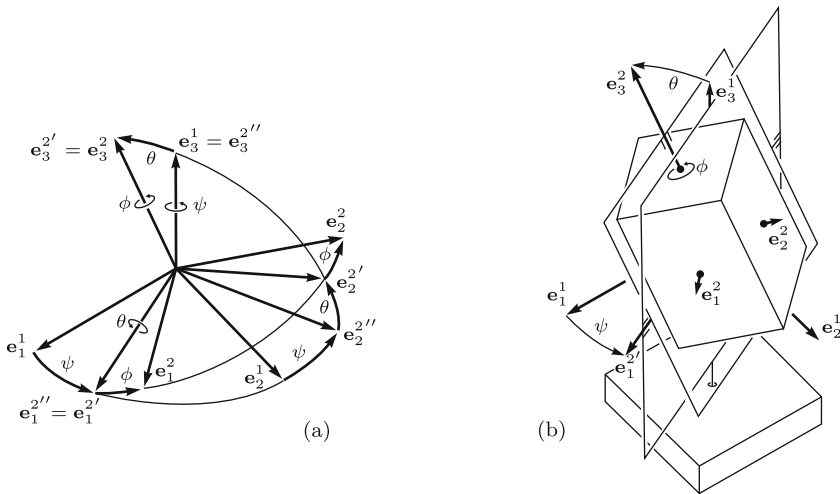 e₃²′ = e₃²
θ
e₃¹ = e₃²″
ϕ
ψ
e₂²
ϕ
e₂²′
θ
θ
e₂²″
e₁¹
ψ
ϕ
e₁²
e₂¹
ψ
e₁²″ = e₁²′
(a)
e₃²
θ
e₃¹
ϕ
e₂²
e₁²
e₁¹
ψ
e₁²′
e₂¹
(b)